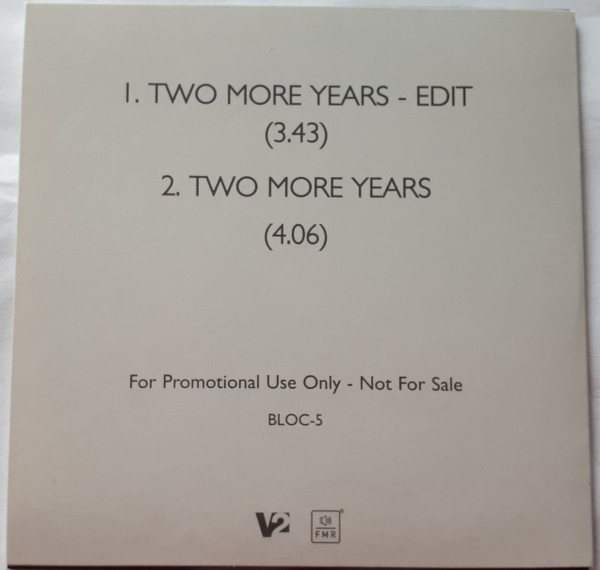 1. TWO MORE YEARS - EDIT
(3.43)
2. TWO MORE YEARS
(4.06)
For Promotional Use Only - Not For Sale
BLOC-5
V2 FMR